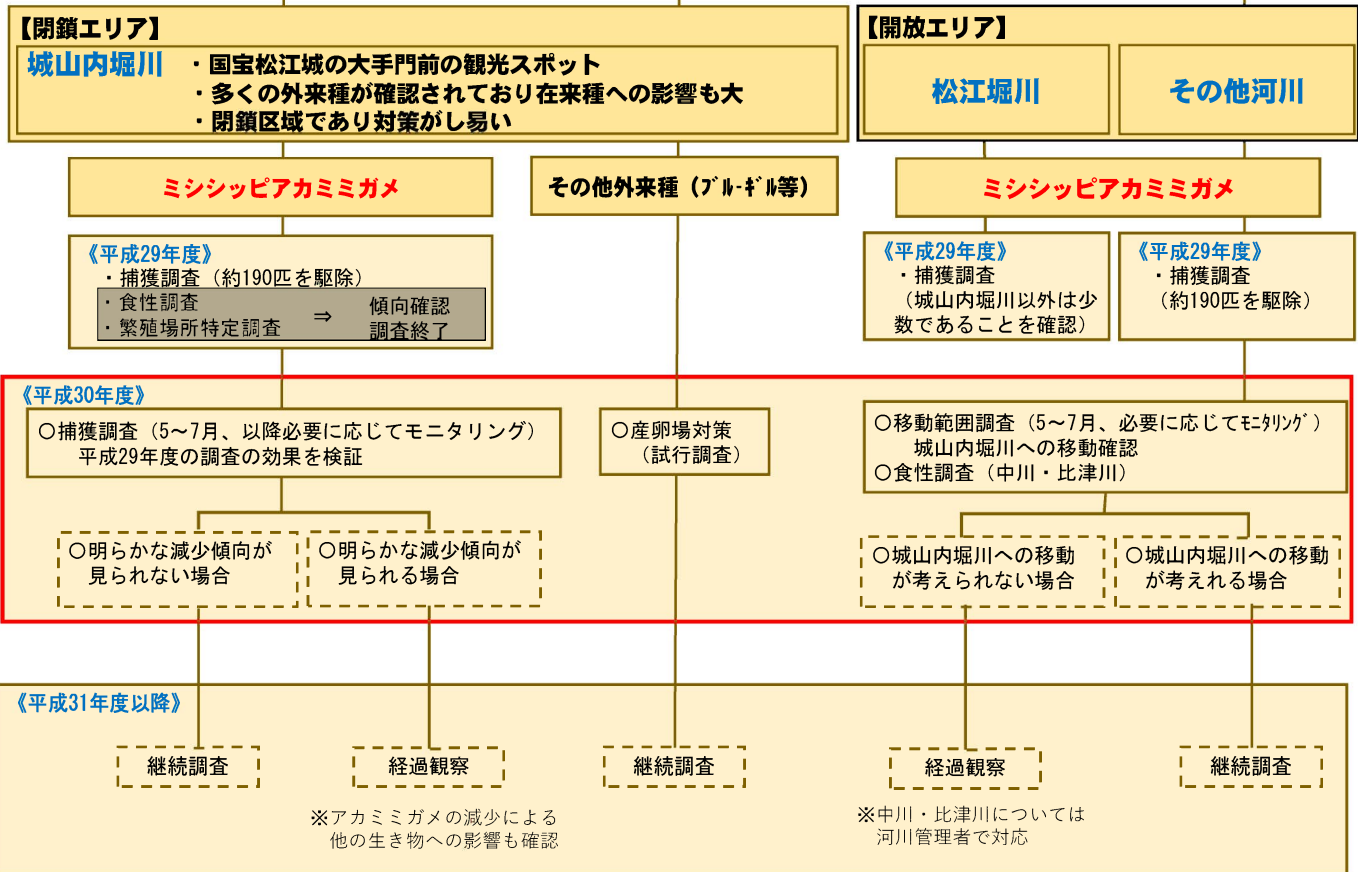 【閉鎖エリア】
城山内堀川
・国宝松江城の大手門前の観光スポット
・多くの外来種が確認されており在来種への影響も大
・閉鎖区域であり対策がし易い
【開放エリア】
松江堀川
その他河川
ミシシッピアカミミガメ
その他外来種（ﾌﾞﾙｰｷﾞﾙ等）
ミシシッピアカミミガメ
《平成29年度》
・捕獲調査（約190匹を駆除）
・食性調査
・繁殖場所特定調査
⇒
傾向確認
調査終了
《平成29年度》
・捕獲調査
（城山内堀川以外は少
数であることを確認）
《平成29年度》
・捕獲調査
（約190匹を駆除）
《平成30年度》
○捕獲調査（5～7月、以降必要に応じてモニタリング）
平成29年度の調査の効果を検証
○産卵場対策
（試行調査）
○移動範囲調査（5～7月、必要に応じてﾓﾆﾀﾘﾝｸﾞ）
城山内堀川への移動確認
○食性調査（中川・比津川）
○明らかな減少傾向が
見られない場合
○明らかな減少傾向が
見られる場合
○城山内堀川への移動
が考えられない場合
○城山内堀川への移動
が考えれる場合
《平成31年度以降》
継続調査
経過観察
継続調査
経過観察
継続調査
※アカミミガメの減少による
他の生き物への影響も確認
※中川・比津川については
河川管理者で対応